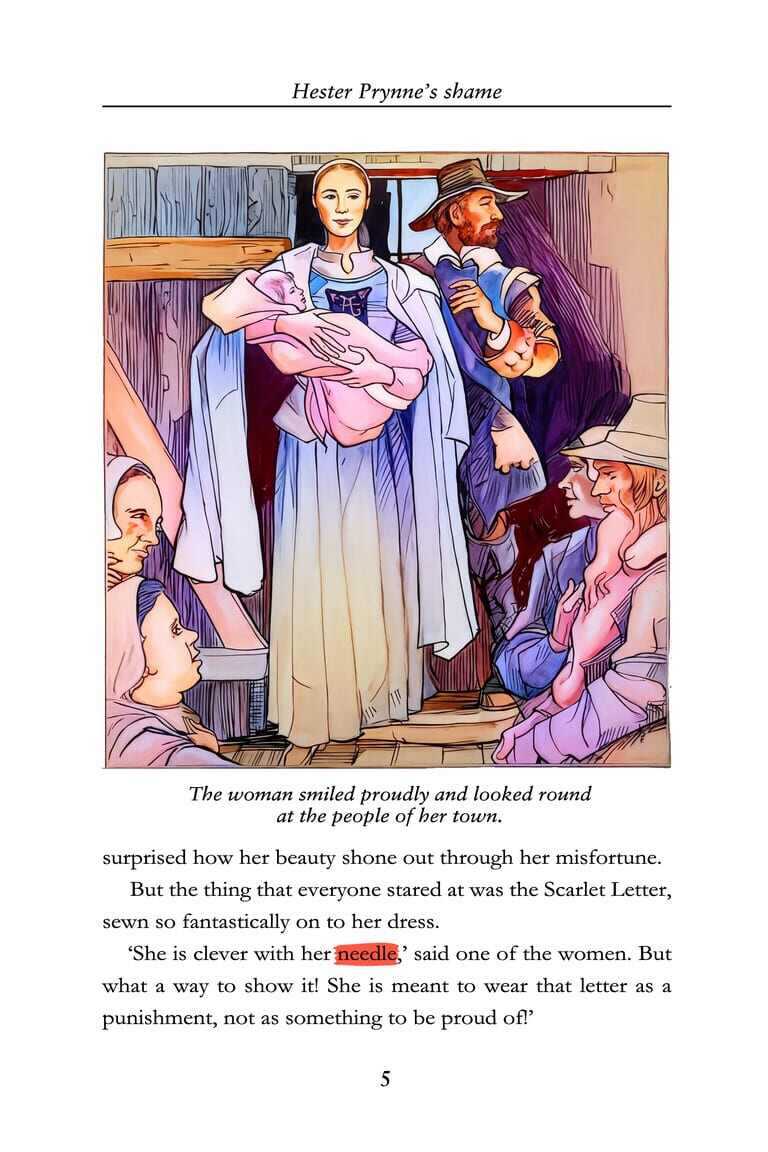 Hester Prynne’s shame
The woman smiled proudly and looked round
at the people of her town.
surprised how her beauty shone out through her misfortune.
But the thing that everyone stared at was the Scarlet Letter,
sewn so fantastically on to her dress.
‘She is clever with her needle,’ said one of the women. But
what a way to show it! She is meant to wear that letter as a
punishment, not as something to be proud of!’
5